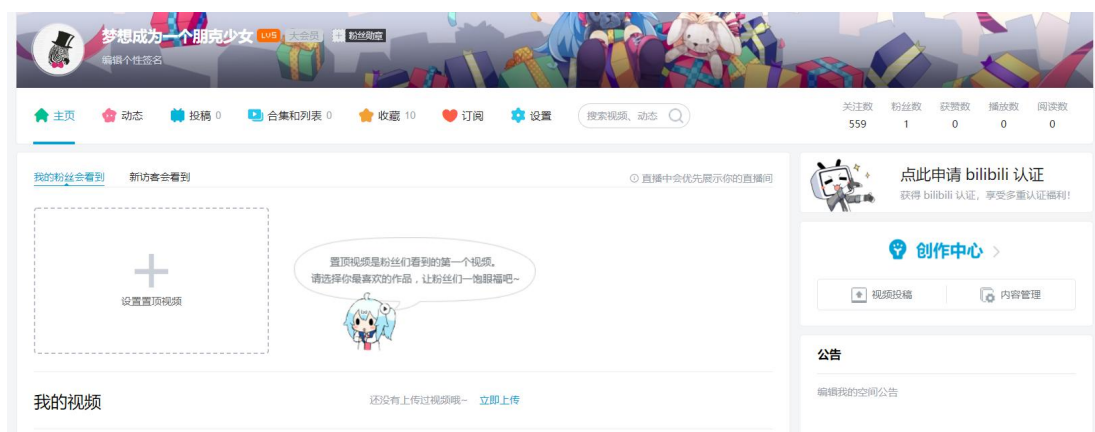 梦想成为一个朋克少女 LV5 大会员 + 粉丝勋章
编辑个性签名
主页 动态 投稿 0 合集和列表 0 收藏 10 订阅 设置 搜索视频、动态
关注数 粉丝数 获赞数 播放数 阅读数
559 1 0 0 0
我的粉丝会看到 新访客会看到 直播中会优先展示你的直播间
设置置顶视频
置顶视频是粉丝们看到的第一个视频。
请选择你最喜欢的作品，让粉丝们一饱眼福吧~
我的视频 还没有上传过视频哦~ 立即上传
点此申请 bilibili 认证
获得 bilibili 认证，享受多重认证福利！
创作中心 >
视频投稿 内容管理
公告
编辑我的空间公告